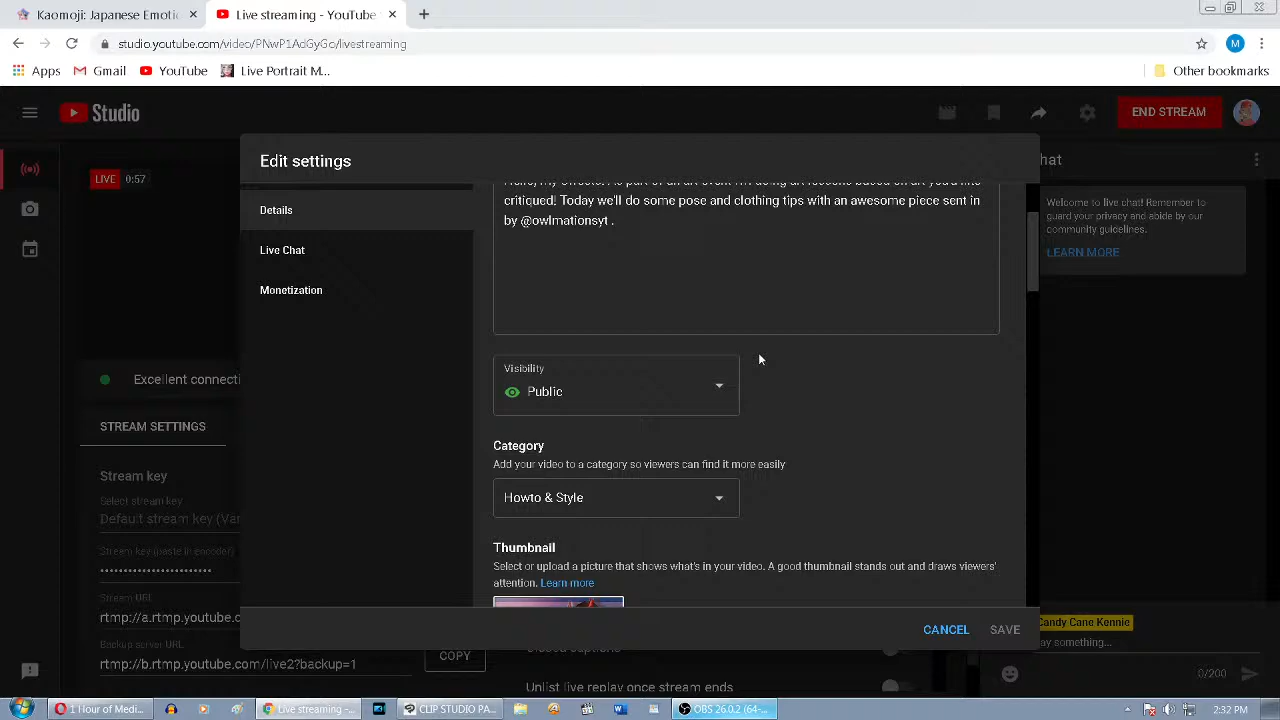 Kaomoji: Japanese Emoti
Live streaming - YouTube
studio.youtube.com/video/PNwP1AdGyGc/livestreaming
M
Apps
Gmail
YouTube
Live Portrait M...
Other bookmarks
Studio
END STREAM
Edit settings
hat
LIVE 0:57
Details
Live Chat
Monetization
critiqued! Today we'll do some pose and clothing tips with an awesome piece sent in
by @owlmationsyt .
Welcome to live chat! Remember to
guard your privacy and abide by our
community guidelines.
LEARN MORE
Visibility
Public
Excellent connecti
STREAM SETTINGS
Category
Add your video to a category so viewers can find it more easily
Howto & Style
Stream key
Select stream key
Default stream key (Var
Stream key (paste in encoder)
Thumbnail
Select or upload a picture that shows what's in your video. A good thumbnail stands out and draws viewers'
attention. Learn more
Stream URL
rtmp://a.rtmp.youtube.c
CANCEL
SAVE
Candy Cane Kennie
ay something...
Backup server URL
rtmp://b.rtmp.youtube.com/live2?backup=1
COPY
Closed captions
0/200
Unlist live replay once stream ends
1 Hour of Medi...
Live streaming -...
CLIP STUDIO PA...
OBS 26.0.2 (64-...
2:32 PM